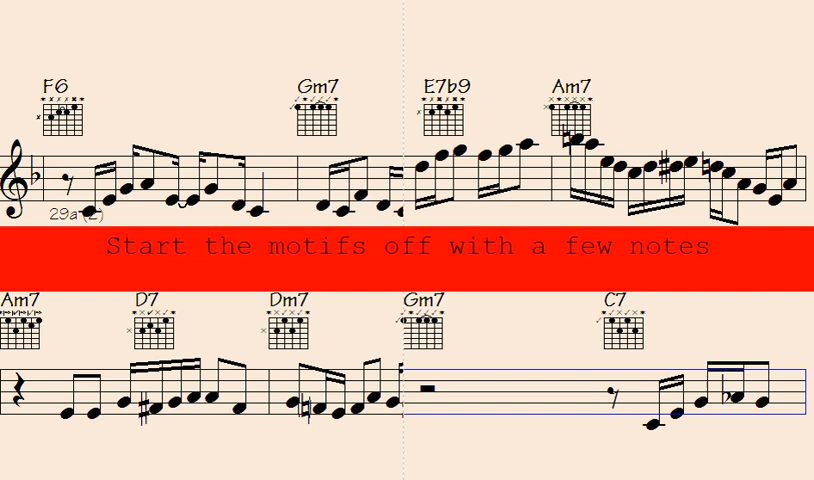 F6 Gm7 E7b9 Am7
29a (2)
Start the motifs off with a few notes
Am7 D7 Dm7 Gm7 C7